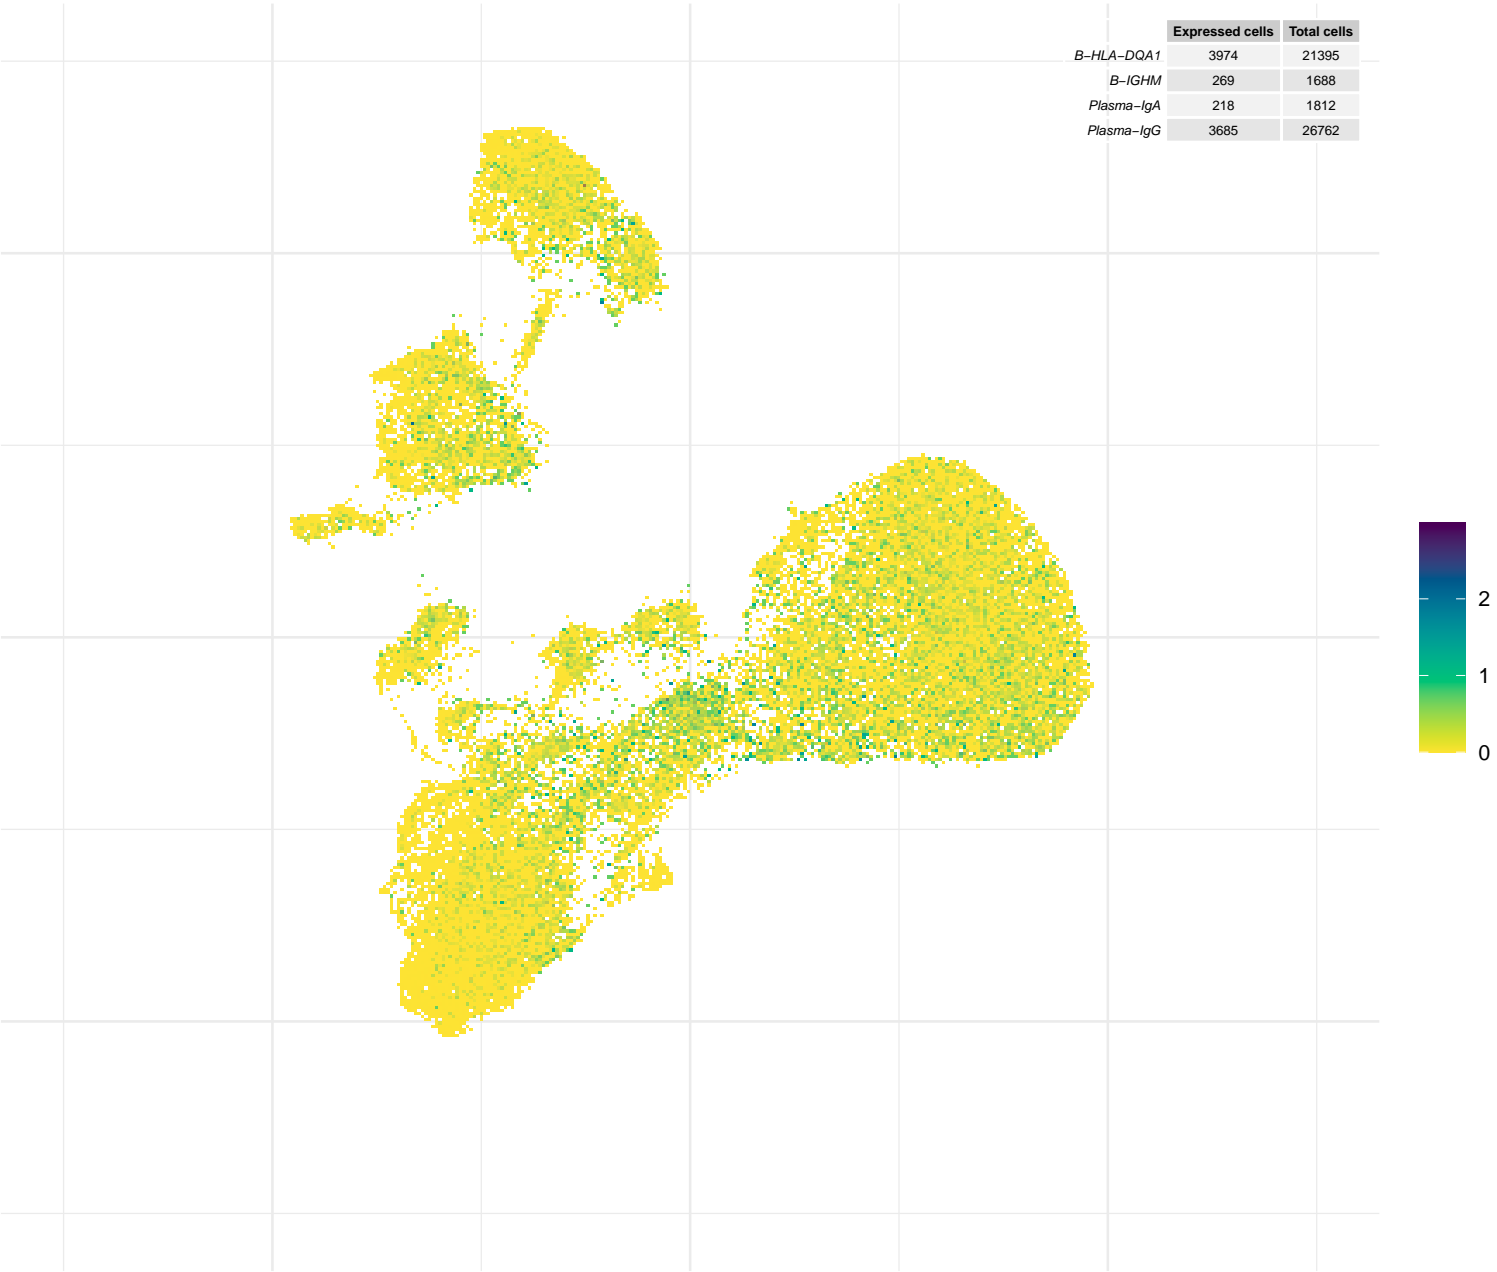 Expressed cells Total cells
B−HLA−DQA1 3974 21395
B−IGHM 269 1688
Plasma−IgA 218 1812
Plasma−IgG 3685 26762
2
1
0